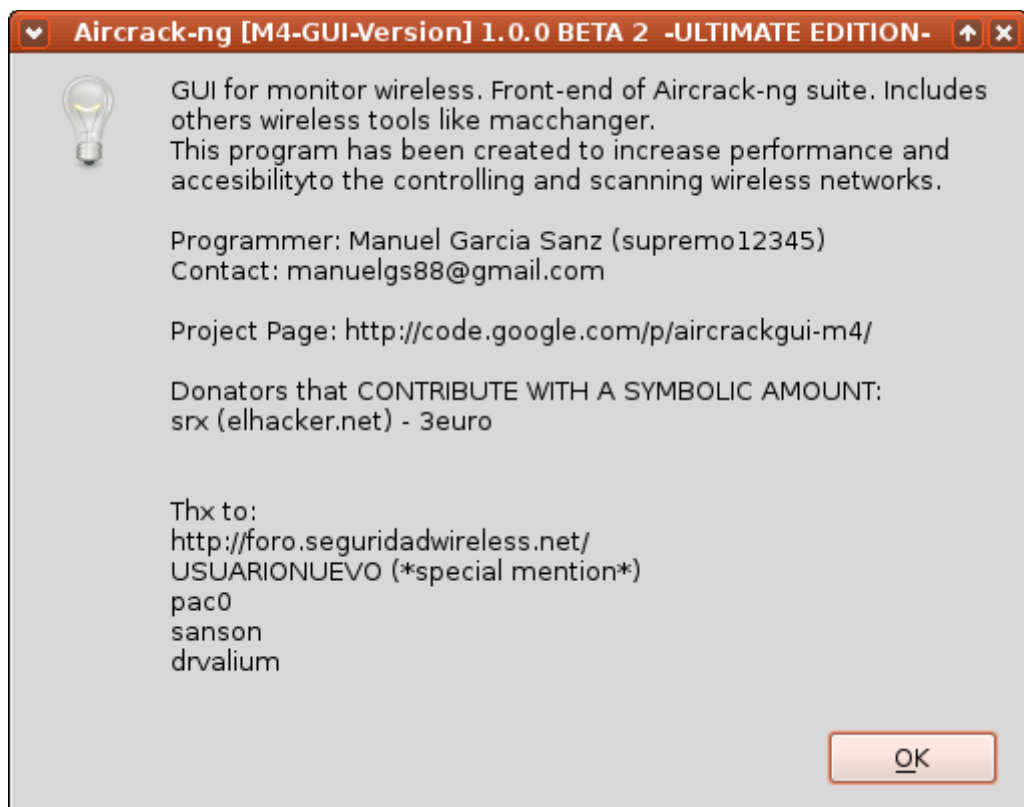 Aircrack-ng [M4-GUI-Version] 1.0.0 BETA 2 -ULTIMATE EDITION-
GUI for monitor wireless. Front-end of Aircrack-ng suite. Includes
others wireless tools like macchanger.
This program has been created to increase performance and
accesibilityto the controlling and scanning wireless networks.
Programmer: Manuel Garcia Sanz (supremo12345)
Contact: manuelgs88@gmail.com
Project Page: http://code.google.com/p/aircrackgui-m4/
Donators that CONTRIBUTE WITH A SYMBOLIC AMOUNT:
srx (elhacker.net) - 3euro
Thx to:
http://foro.seguridadwireless.net/
USUARIONUEVO (*special mention*)
pac0
sanson
drvalium
OK